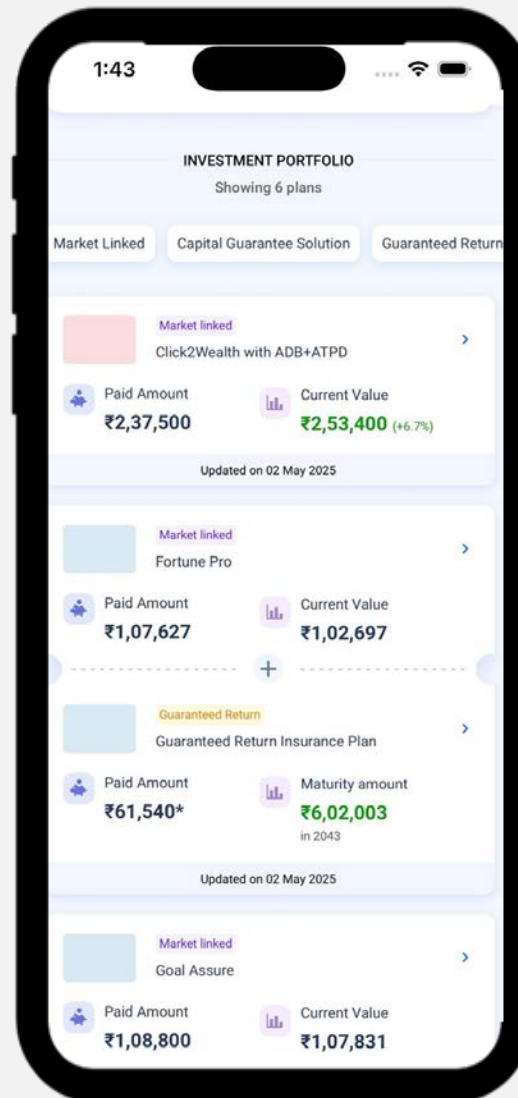 1:43
INVESTMENT PORTFOLIO
Showing 6 plans
Market Linked Capital Guarantee Solution Guaranteed Return
Market linked
Click2Wealth with ADB+ATPD
Paid Amount Current Value
₹2,37,500 ₹2,53,400 (+6.7%)
Updated on 02 May 2025
Market linked
Fortune Pro
Paid Amount Current Value
₹1,07,627 ₹1,02,697
Guaranteed Return
Guaranteed Return Insurance Plan
Paid Amount Maturity amount
₹61,540* ₹6,02,003
in 2043
Updated on 02 May 2025
Market linked
Goal Assure
Paid Amount Current Value
₹1,08,800 ₹1,07,831